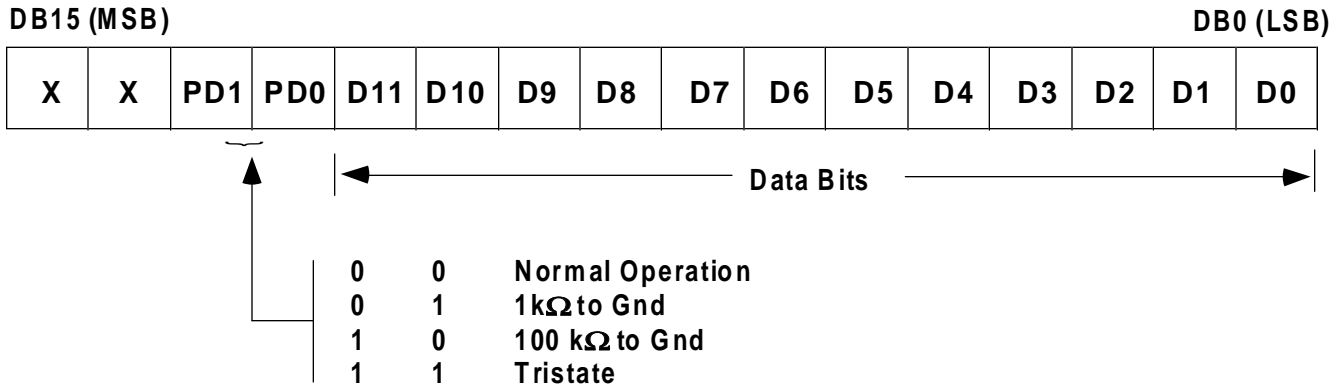 DB15 (MSB) DB0 (LSB)
X X PD1 PD0 D11 D10 D9 D8 D7 D6 D5 D4 D3 D2 D1 D0
Data Bits
0 0 Normal Operation
0 1 1kΩ to Gnd
1 0 100 kΩ to Gnd
1 1 Tristate